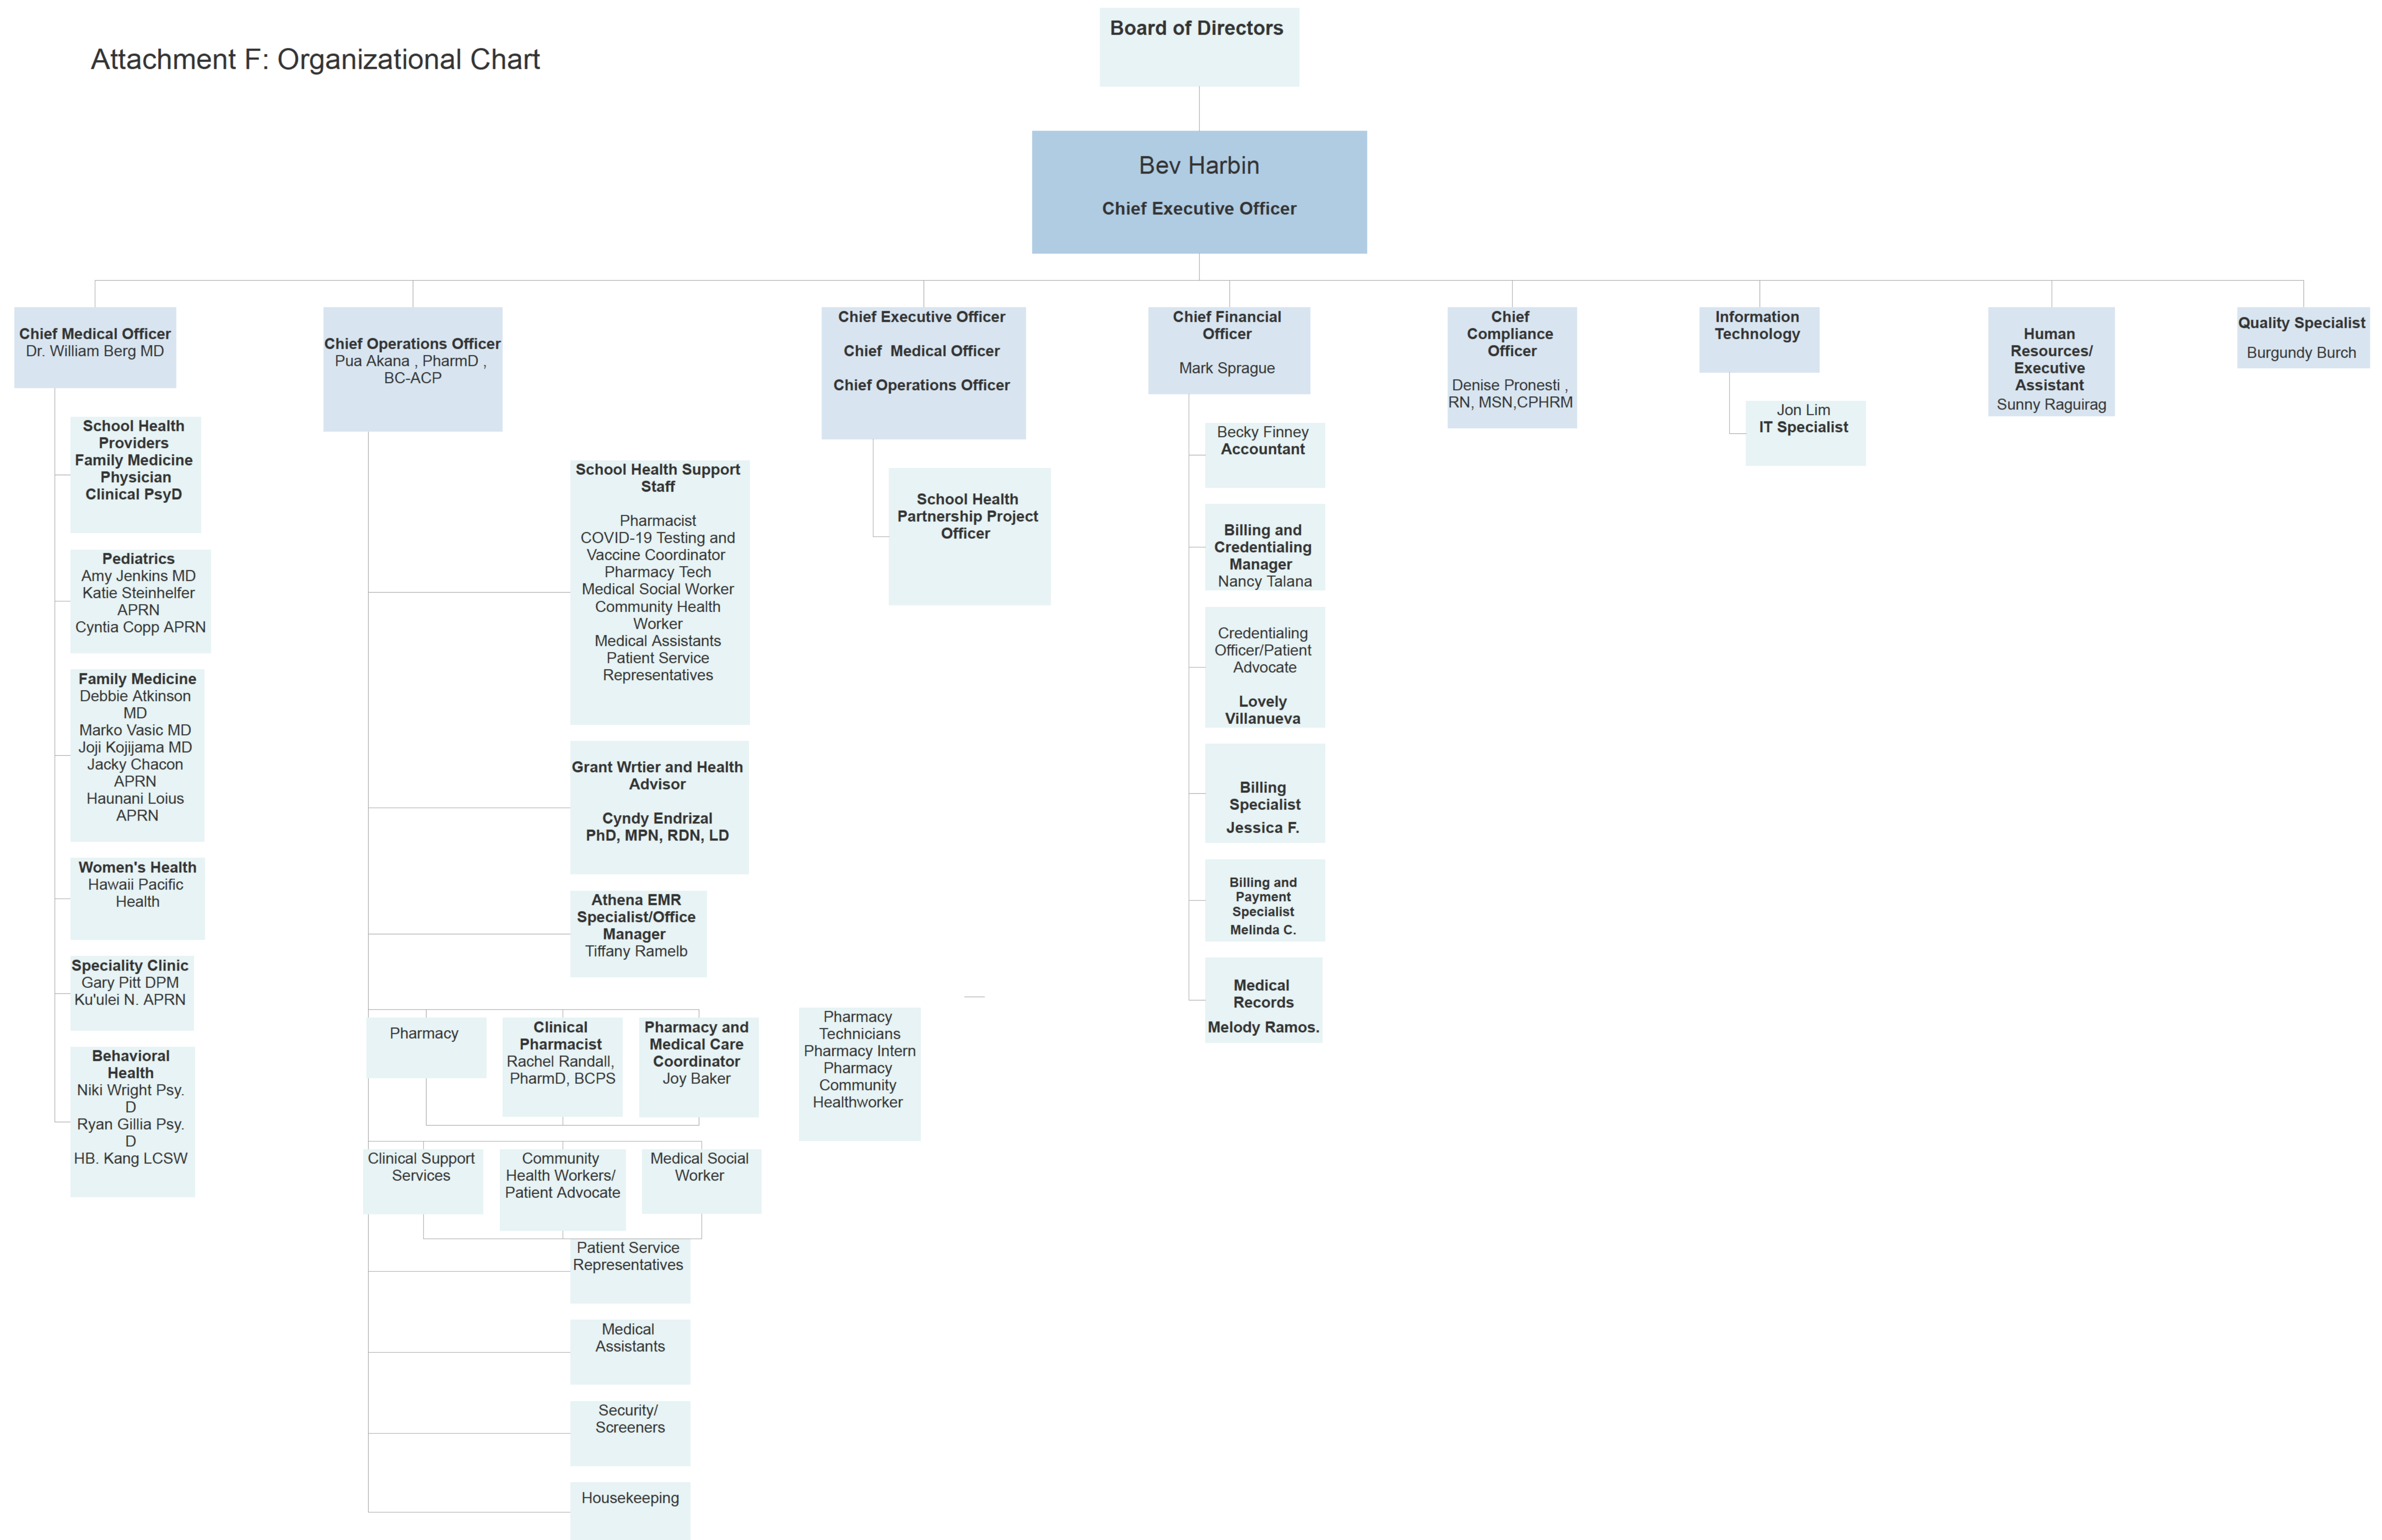 Attachment F: Organizational Chart
Board of Directors
Bev Harbin
Chief Executive Officer
Chief Medical Officer
Dr. William Berg MD
School Health
Providers
Family Medicine
Physician
Clinical PsyD
Pediatrics
Amy Jenkins MD
Katie Steinhelfer
APRN
Cyntia Copp APRN
Family Medicine
Debbie Atkinson
MD
Marko Vasic MD
Joji Kojijama MD
Jacky Chacon
APRN
Haunani Loius
APRN
Women's Health
Hawaii Pacific
Health
Speciality Clinic
Gary Pitt DPM
Ku'ulei N. APRN
Behavioral
Health
Niki Wright Psy.
D
Ryan Gillia Psy.
D
HB. Kang LCSW
Chief Operations Officer
Pua Akana , PharmD ,
BC-ACP
School Health Support
Staff
Pharmacist
COVID-19 Testing and
Vaccine Coordinator
Pharmacy Tech
Medical Social Worker
Community Health
Worker
Medical Assistants
Patient Service
Representatives
Grant Wrtier and Health
Advisor
Cyndy Endrizal
PhD, MPN, RDN, LD
Athena EMR
Specialist/Office
Manager
Tiffany Ramelb
Pharmacy
Clinical
Pharmacist
Rachel Randall,
PharmD, BCPS
Pharmacy and
Medical Care
Coordinator
Joy Baker
Pharmacy
Technicians
Pharmacy Intern
Pharmacy
Community
Healthworker
Clinical Support
Services
Community
Health Workers/
Patient Advocate
Medical Social
Worker
Patient Service
Representatives
Medical
Assistants
Security/
Screeners
Housekeeping
Chief Executive Officer
Chief Medical Officer
Chief Operations Officer
School Health
Partnership Project
Officer
Chief Financial
Officer
Mark Sprague
Becky Finney
Accountant
Billing and
Credentialing
Manager
Nancy Talana
Credentialing
Officer/Patient
Advocate
Lovely
Villanueva
Billing
Specialist
Jessica F.
Billing and
Payment
Specialist
Melinda C.
Medical
Records
Melody Ramos.
Chief
Compliance
Officer
Denise Pronesti ,
RN, MSN,CPHRM
Information
Technology
Jon Lim
IT Specialist
Human
Resources/
Executive
Assistant
Sunny Raguirag
Quality Specialist
Burgundy Burch